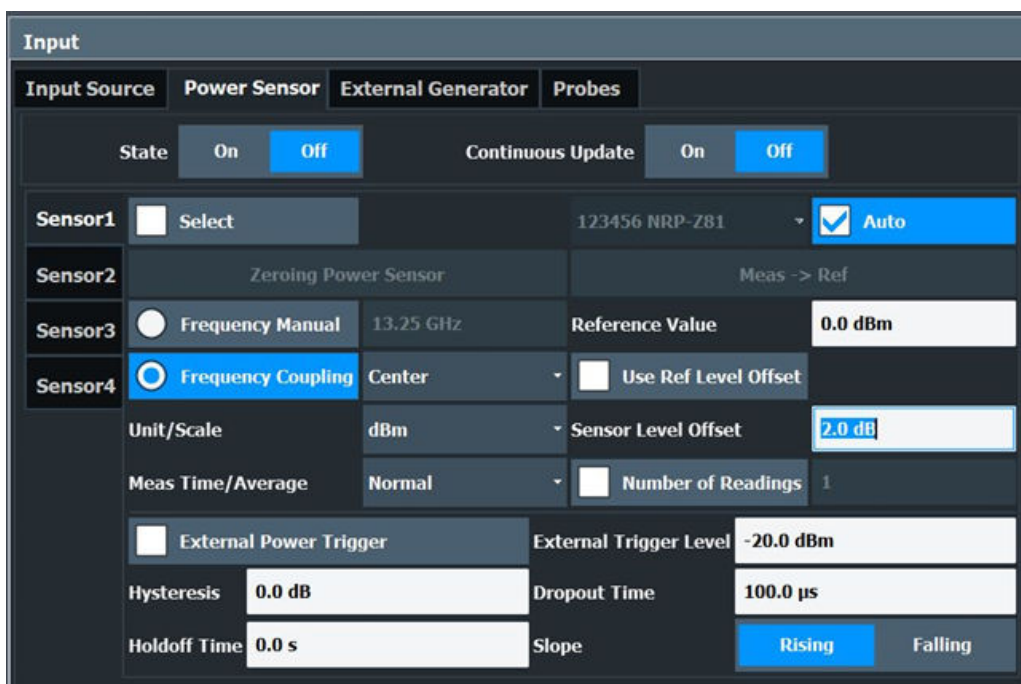 Input
Input Source Power Sensor External Generator Probes
State On Off Continuous Update On Off
Sensor1 Select 123456 NRP-Z81 Auto
Sensor2 Zeroing Power Sensor Meas -> Ref
Sensor3 Frequency Manual 13.25 GHz Reference Value 0.0 dBm
Sensor4 Frequency Coupling Center Use Ref Level Offset
Unit/Scale dBm Sensor Level Offset 2.0 dB
Meas Time/Average Normal Number of Readings 1
External Power Trigger External Trigger Level -20.0 dBm
Hysteresis 0.0 dB Dropout Time 100.0 µs
Holdoff Time 0.0 s Slope Rising Falling